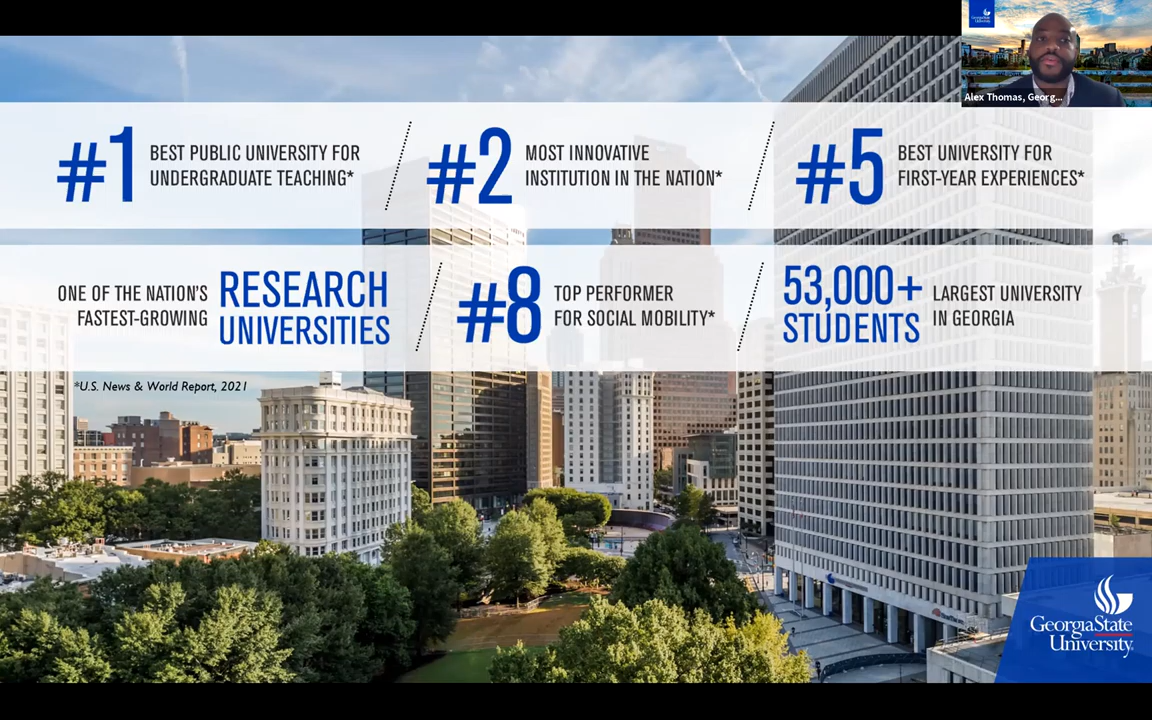 Alex Thomas, Georg...
#1 BEST PUBLIC UNIVERSITY FOR
UNDERGRADUATE TEACHING*
#2 MOST INNOVATIVE
INSTITUTION IN THE NATION*
#5 BEST UNIVERSITY FOR
FIRST-YEAR EXPERIENCES*
ONE OF THE NATION'S
FASTEST-GROWING
RESEARCH
UNIVERSITIES
#8 TOP PERFORMER
FOR SOCIAL MOBILITY*
53,000+
STUDENTS
LARGEST UNIVERSITY
IN GEORGIA
*U.S. News & World Report, 2021
GeorgiaState
University